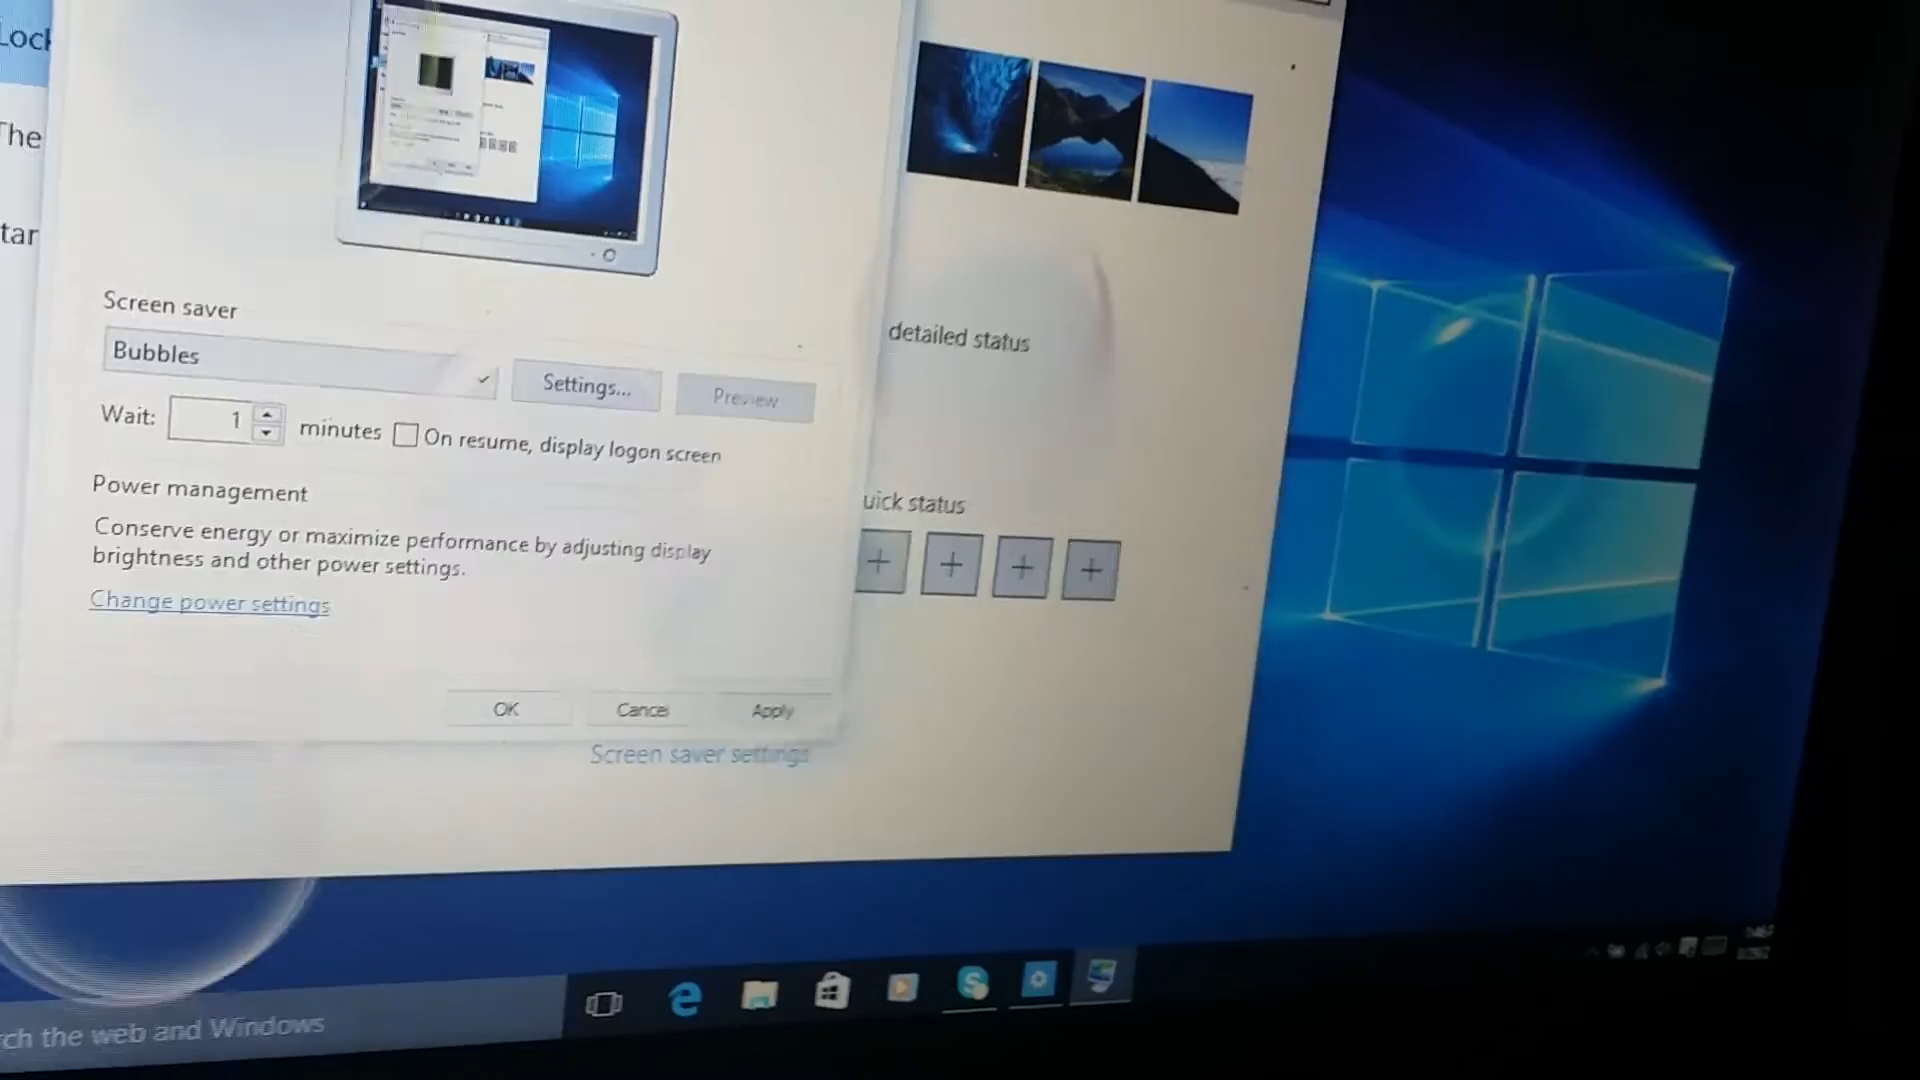 Lock
The
tar
Screen saver
Bubbles
Settings...
Preview
Wait:
1
minutes
On resume, display logon screen
Power management
Conserve energy or maximize performance by adjusting display
brightness and other power settings.
Change power settings
OK
Cancel
Apply
Screen saver settings
detailed status
uick status
rch the web and Windows